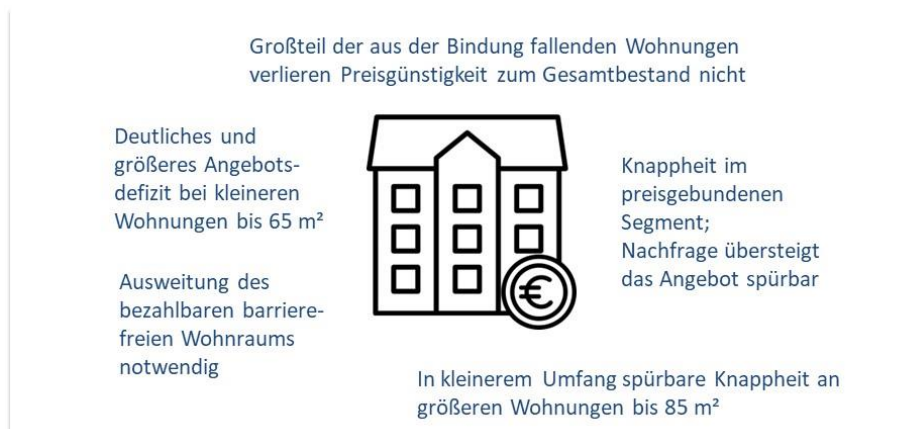 Großteil der aus der Bindung fallenden Wohnungen
verlieren Preisgünstigkeit zum Gesamtbestand nicht
Deutliches und
größeres Angebots-
defizit bei kleineren
Wohnungen bis 65 m²
Knappheit im
preisgebundenen
Segment;
Nachfrage übersteigt
das Angebot spürbar
Ausweitung des
bezahlbaren barriere-
freien Wohnraums
notwendig
€
In kleinerem Umfang spürbare Knappheit an
größeren Wohnungen bis 85 m²